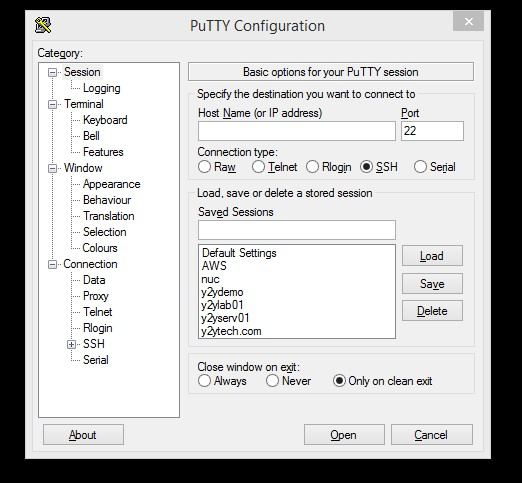 PuTTY Configuration
Category:
Session
Logging
Terminal
Keyboard
Bell
Features
Window
Appearance
Behaviour
Translation
Selection
Colours
Connection
Data
Proxy
Telnet
Rlogin
SSH
Serial
Basic options for your PuTTY session
Specify the destination you want to connect to
Host Name (or IP address) Port
22
Connection type:
Raw Telnet Rlogin SSH Serial
Load, save or delete a stored session
Saved Sessions
Default Settings
AWS
nuc
y2ydemo
y2ylab01
y2yserv01
y2ytech.com
Load
Save
Delete
Close window on exit:
Always Never Only on clean exit
About Open Cancel